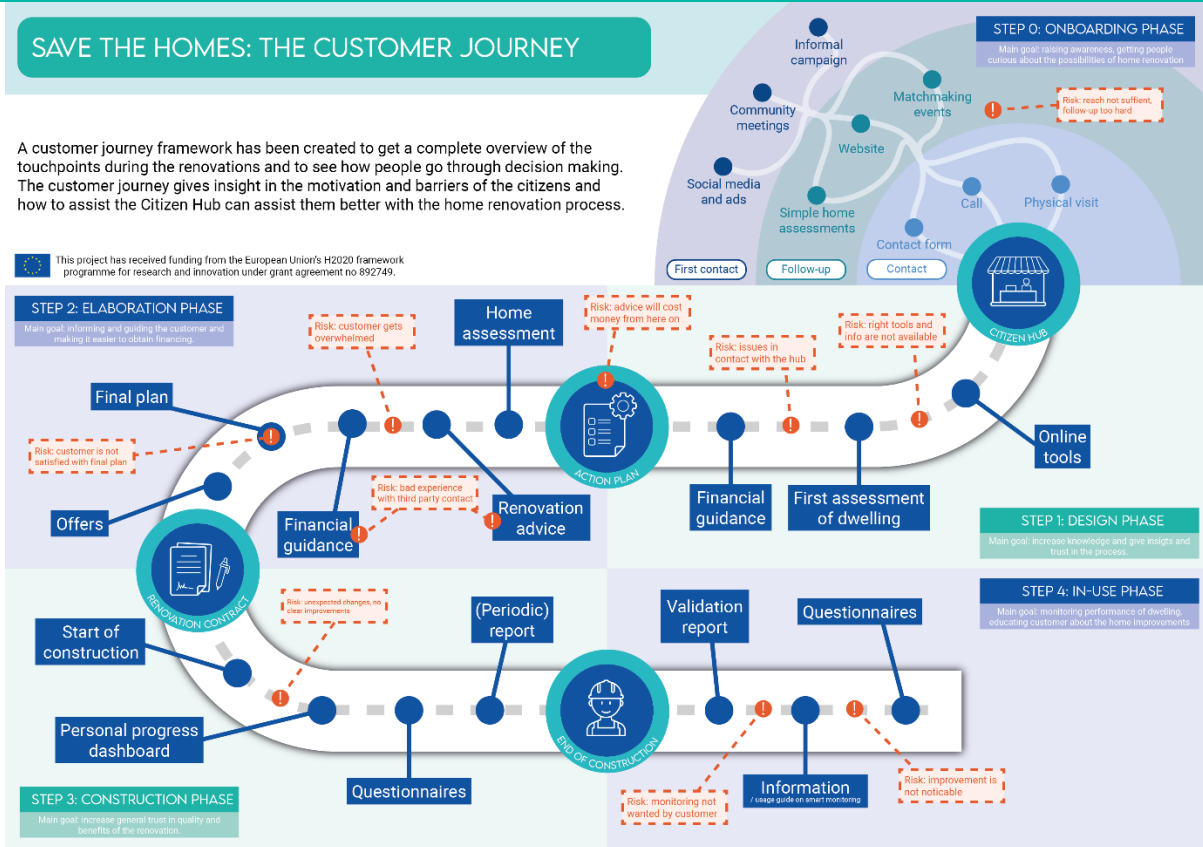 SAVE THE HOMES: THE CUSTOMER JOURNEY
A customer journey framework has been created to get a complete overview of the
touchpoints during the renovations and to see how people go through decision making.
The customer journey gives insight in the motivation and barriers of the citizens and
how to assist the Citizen Hub can assist them better with the home renovation process.
This project has received funding from the European Union's H2020 framework
programme for research and innovation under grant agreement no 892749.
STEP 0: ONBOARDING PHASE
Main goal: raising awareness, getting people
curious about the possibilities of home renovation
Informal
campaign
Matchmaking
events
Risk: reach not suffient,
follow-up too hard
Community
meetings
Website
Social media
and ads
Simple home
assessments
Call
Physical visit
Contact form
First contact
Follow-up
Contact
CITIZEN HUB
STEP 2: ELABORATION PHASE
Main goal: informing and guiding the customer and
making it easier to obtain financing.
Risk: customer gets
overwhelmed
Home
assessment
Risk: advice will cost
money from here on
Risk: issues in
contact with the hub
Risk: right tools and
info are not available
Final plan
Risk: customer is not
satisfied with final plan
Offers
Financial
guidance
Risk: bad experience
with third party contact
Renovation
advice
ACTION PLAN
Financial
guidance
First assessment
of dwelling
Online
tools
STEP 1: DESIGN PHASE
Main goal: increase knowledge and give insigts and
trust in the process.
RENOVATION CONTRACT
STEP 4: IN-USE PHASE
Main goal: monitoring performance of dwelling,
educating customer about the home improvements
Risk: unexpected changes, no
clear improvements
Start of
construction
(Periodic)
report
Validation
report
Questionnaires
Personal progress
dashboard
Questionnaires
END OF CONSTRUCTION
Information
/ usage guide on smart monitoring
Risk: monitoring not
wanted by customer
Risk: improvement is
not noticable
STEP 3: CONSTRUCTION PHASE
Main goal: increase general trust in quality and
benefits of the renovation.